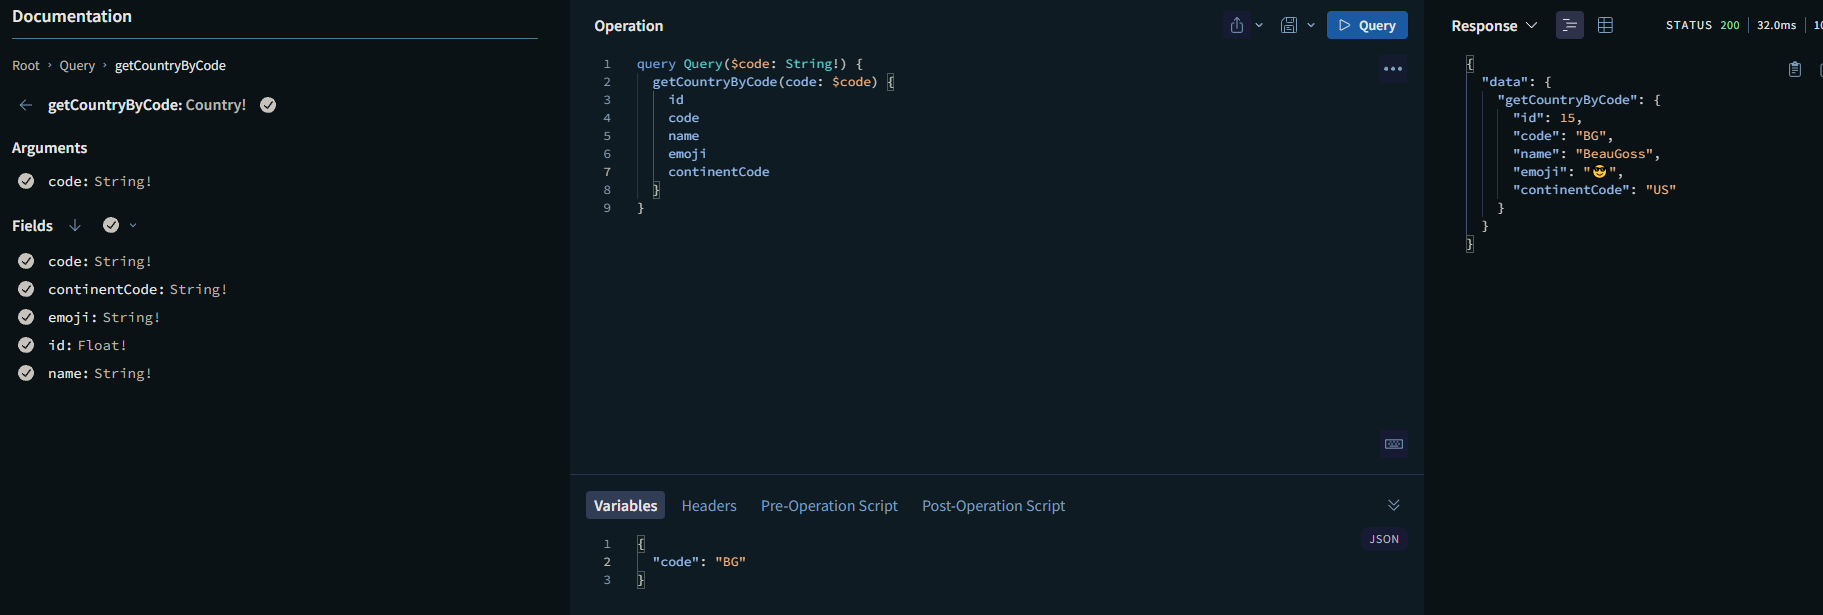 Documentation
Root › Query › getCountryByCode
getCountryByCode: Country!
Arguments
code: String!
Fields
code: String!
continentCode: String!
emoji: String!
id: Float!
name: String!
Operation
Query
1 query Query($code: String!) {
2 getCountryByCode(code: $code) {
3 id
4 code
5 name
6 emoji
7 continentCode
8 }
9 }
Variables Headers Pre-Operation Script Post-Operation Script
JSON
1 {
2 "code": "BG"
3 }
Response STATUS 200 32.0ms
{
"data": {
"getCountryByCode": {
"id": 15,
"code": "BG",
"name": "BeauGoss",
"emoji": "😎",
"continentCode": "US"
}
}
}